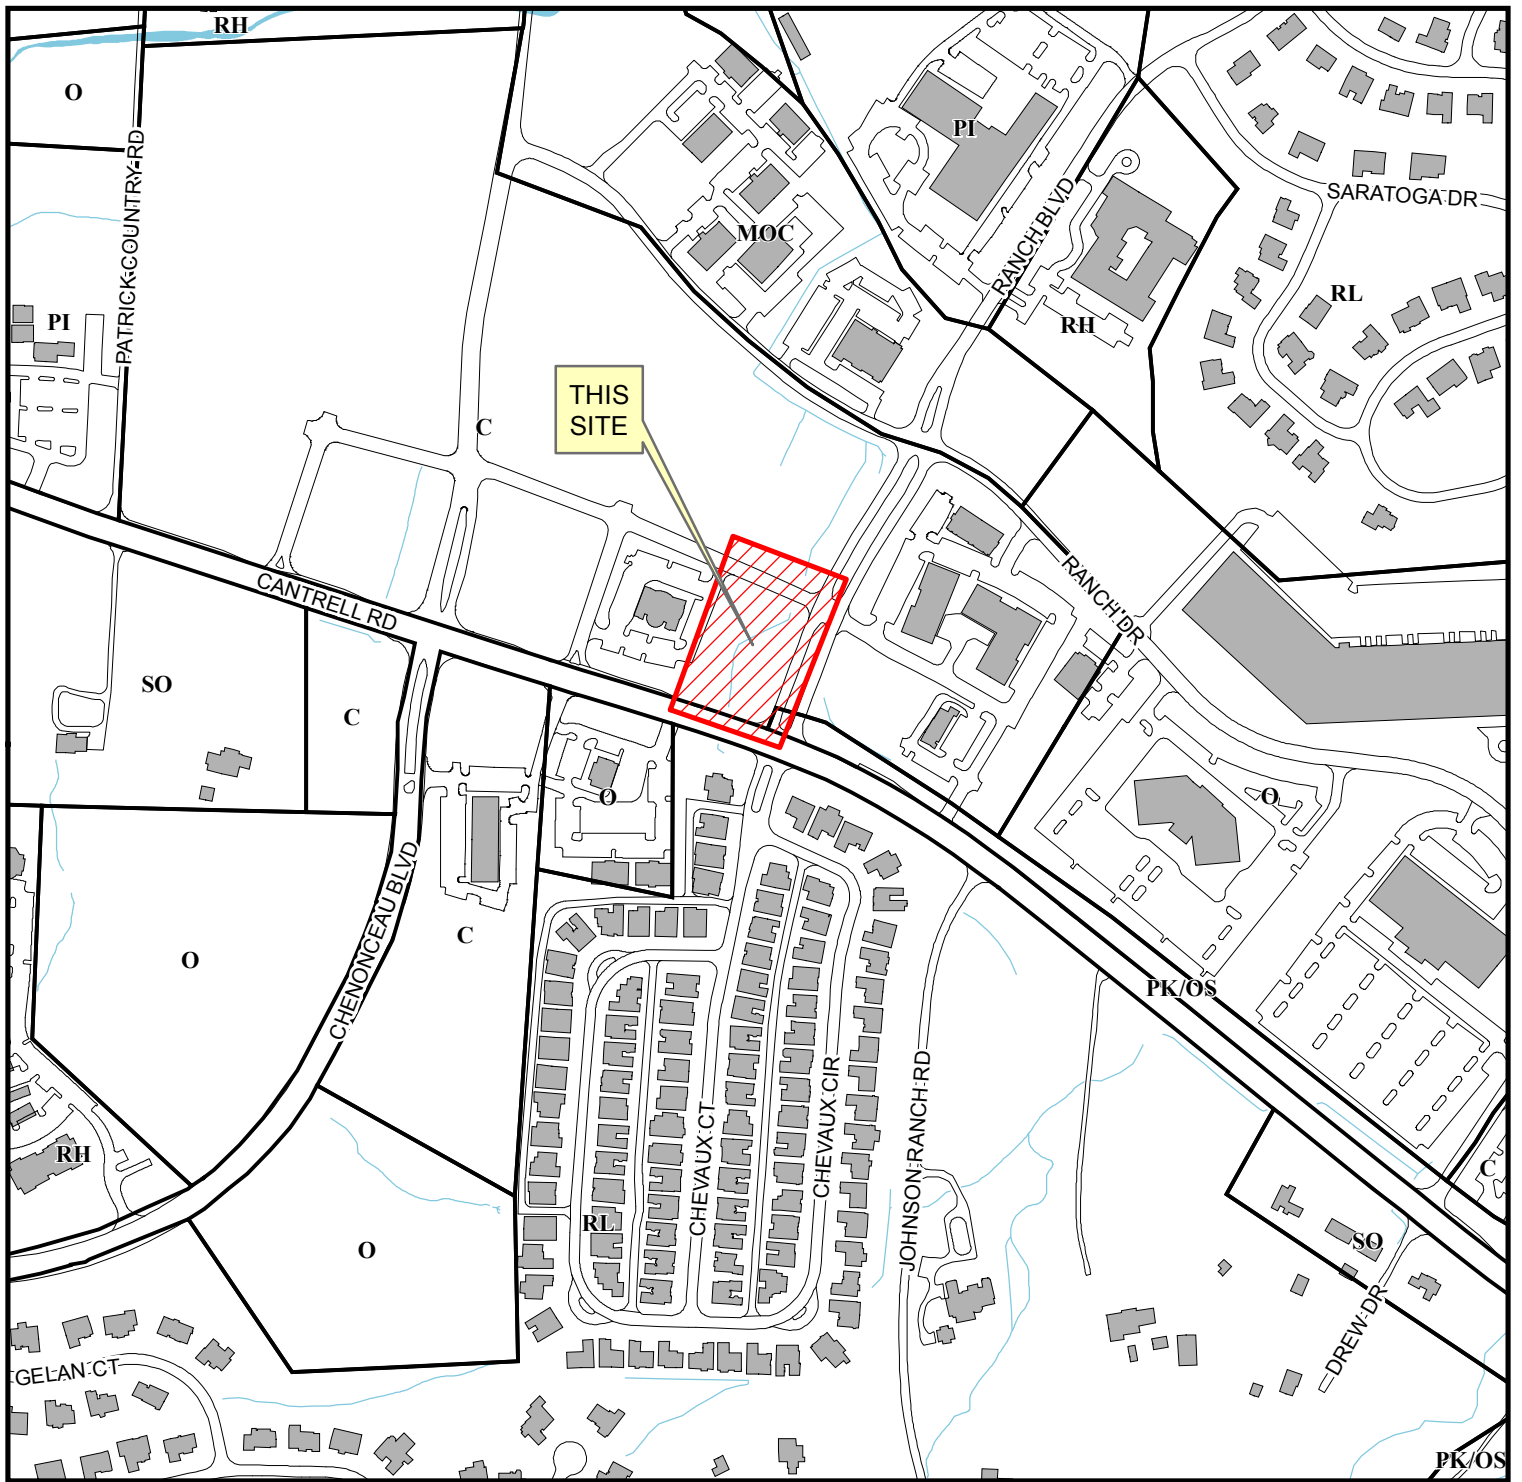 RH
O
PATRICK COUNTRY RD
PI
SARATOGA DR
RANCH BLVD
MOC
RL
RH
PI
THIS
SITE
C
RANCH DR
CANTRELL RD
SO
C
O
O
CHENONCEAU BLVD
C
O
PK/OS
CHEVAUX CT
CHEVAUX CIR
JOHNSON RANCH RD
RH
C
RL
O
SO
DREW DR
GELAN CT
PK/OS